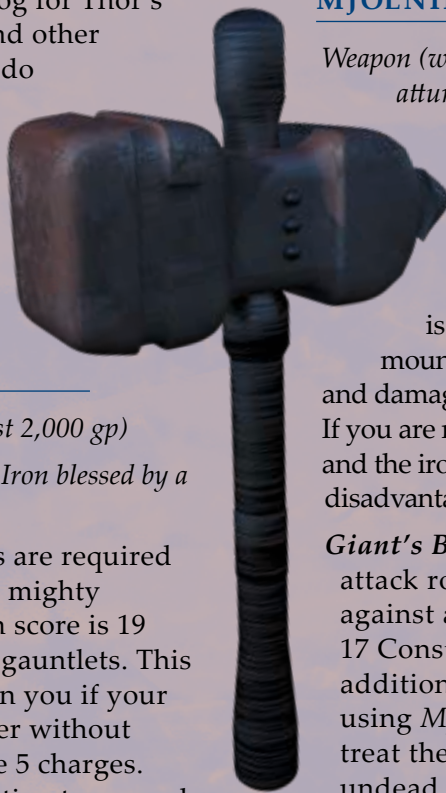 og for Thor's
nd other
do
st 2,000 gp)
Iron blessed by a
s are required
mighty
n score is 19
gauntlets. This
n you if your
er without
e 5 charges.
Weapon (w
attun
is
moun
and damag
If you are n
and the iro
disadvanta
Giant's B
attack ro
against a
17 Cons
addition
using M
treat the
undead